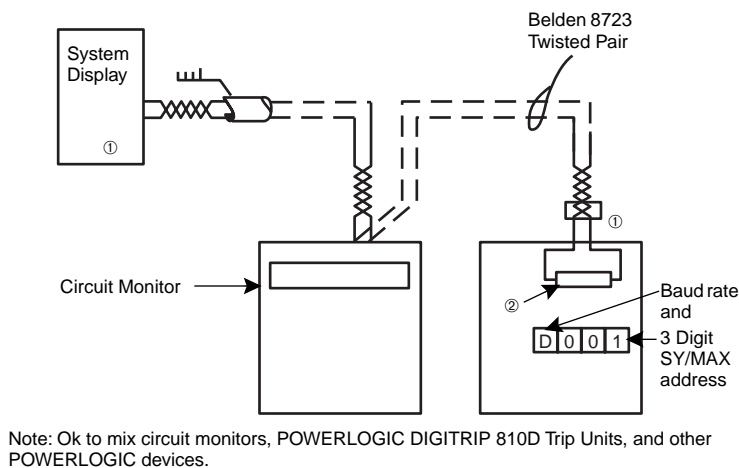 Belden 8723
Twisted Pair
System
Display
①
①
Circuit Monitor
②
Baud rate
and
D 0 0 1
3 Digit
SY/MAX
address
Note: Ok to mix circuit monitors, POWERLOGIC DIGITRIP 810D Trip Units, and other
POWERLOGIC devices.